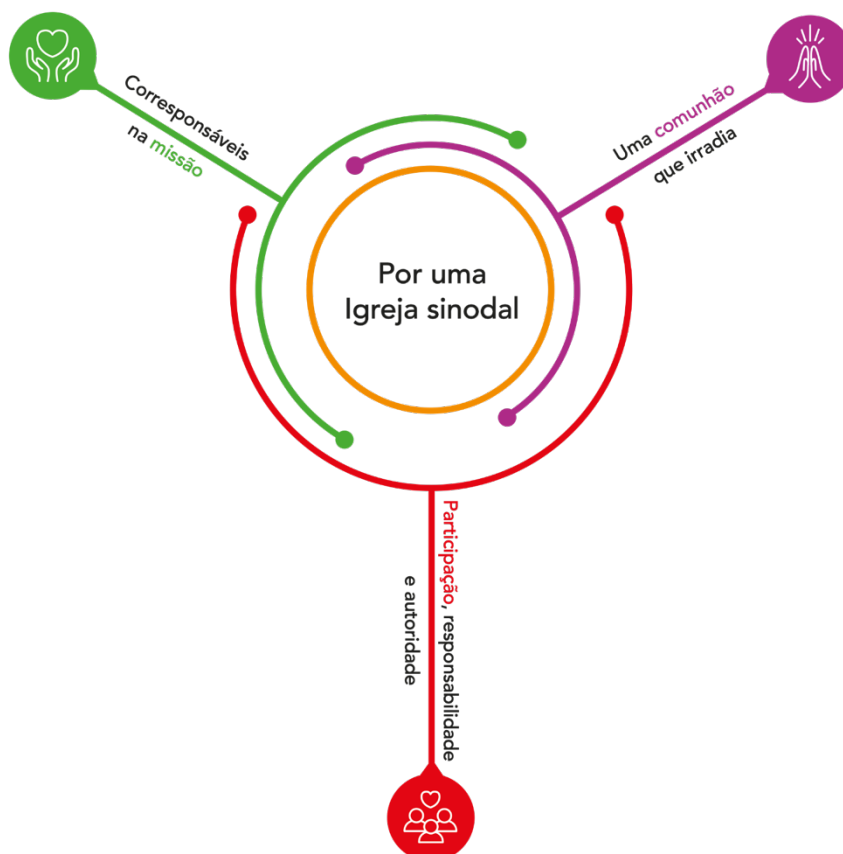 Corresponsáveis
na missão
Uma comunhão
que irradia
Por uma
Igreja sinodal
Participação, responsabilidade
e autoridade